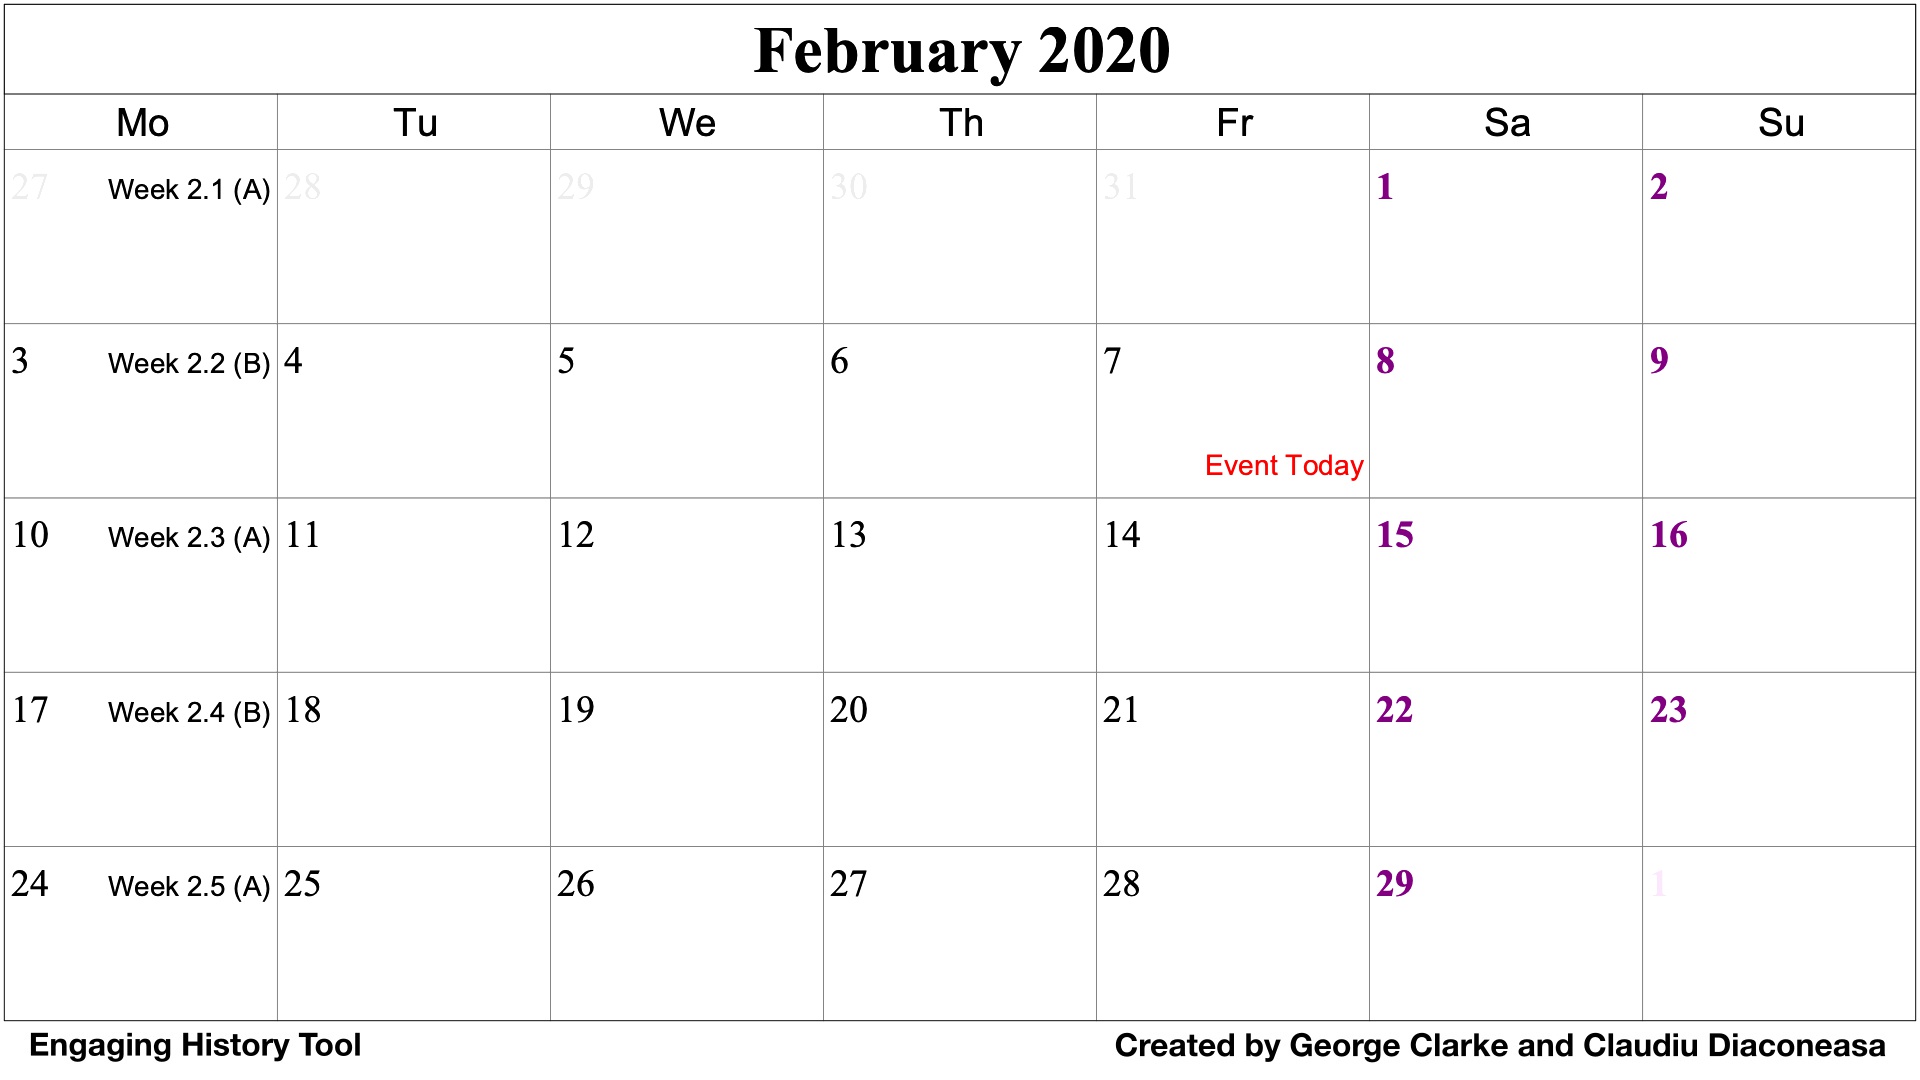 February 2020
Mo Tu We Th Fr Sa Su
27 Week 2.1 (A) 28 29 30 31 1 2
3 Week 2.2 (B) 4 5 6 7 8 9
Event Today
10 Week 2.3 (A) 11 12 13 14 15 16
17 Week 2.4 (B) 18 19 20 21 22 23
24 Week 2.5 (A) 25 26 27 28 29 1
Engaging History Tool Created by George Clarke and Claudiu Diaconeasa